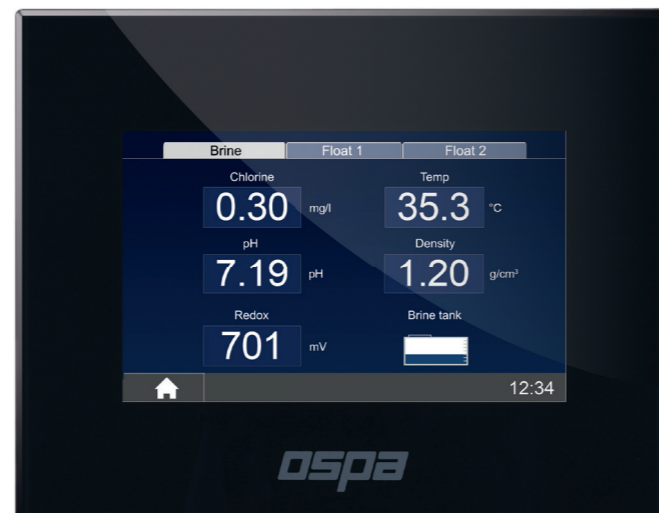 Brine Float 1 Float 2
Chlorine Temp
0.30 mg/l 35.3 °C
pH Density
7.19 pH 1.20 g/cm³
Redox Brine tank
701 mV
12:34
ospa